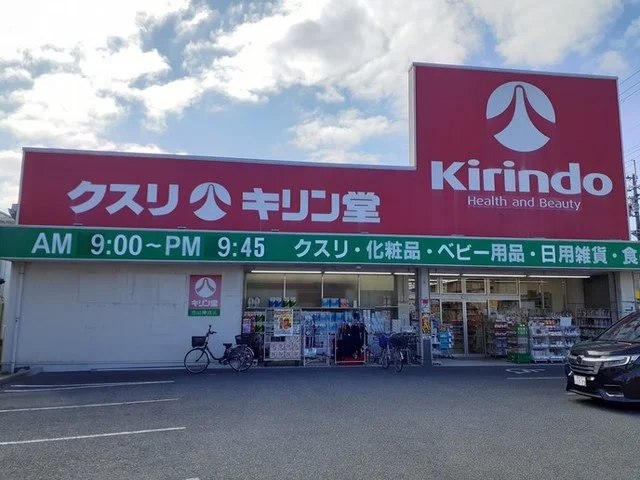 Kirindo
Health and Beauty
クスリ キリン堂
AM 9:00～PM 9:45 クスリ・化粧品・ベビー用品・日用雑貨・食
キリン堂